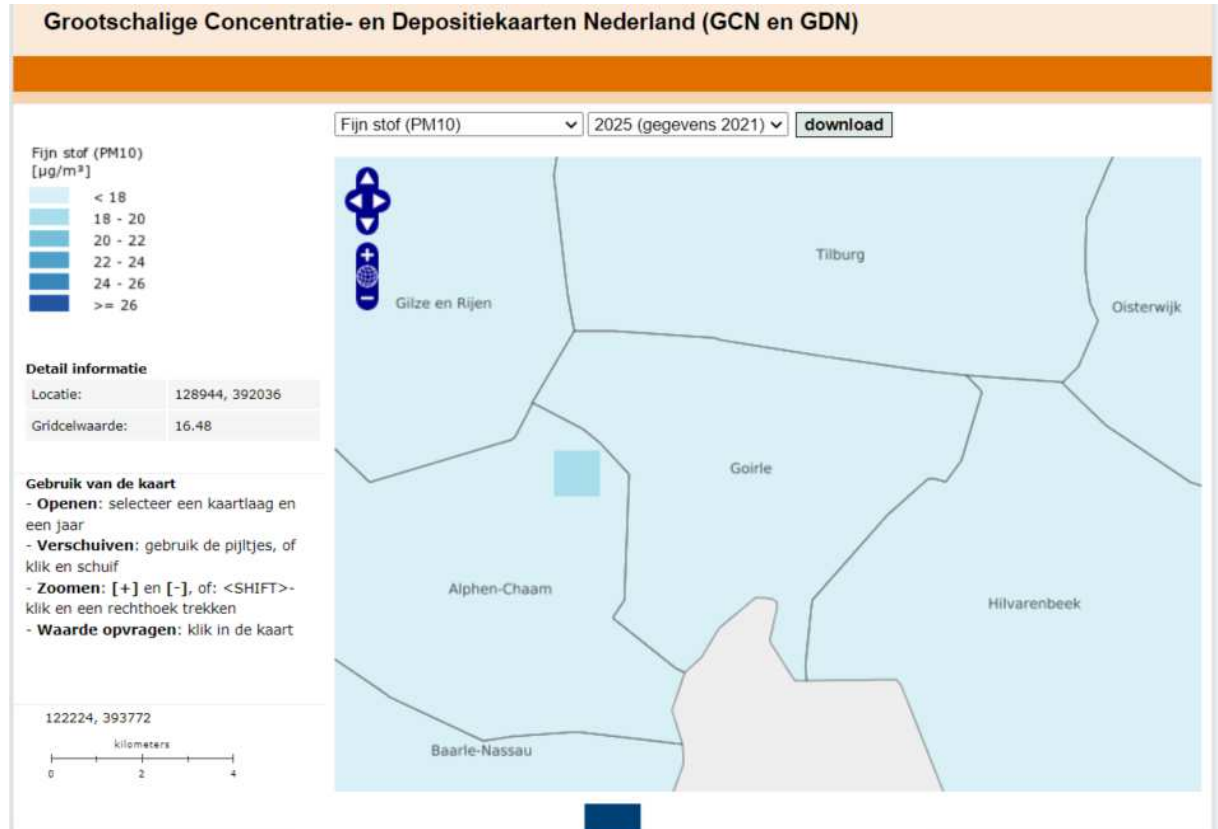 Grootschalige Concentratie- en Depositiekaarten Nederland (GCN en GDN)
Fijn stof (PM10)
2025 (gegevens 2021)
download
Fijn stof (PM10)
[µg/m³]
< 18
18 - 20
20 - 22
22 - 24
24 - 26
>= 26
Detail informatie
Locatie: 128944, 392036
Gridcelwaarde: 16.48
Gebruik van de kaart
- Openen: selecteer een kaartlaag en
een jaar
- Verschuiven: gebruik de pijltjes, of
klik en schuif
- Zoomen: [+] en [-], of: <SHIFT>-
klik en een rechthoek trekken
- Waarde opvragen: klik in de kaart
122224, 393772
kilometers
0 2 4
Tilburg
Gilze en Rijen
Oisterwijk
Goirle
Alphen-Chaam
Hilvarenbeek
Baarle-Nassau